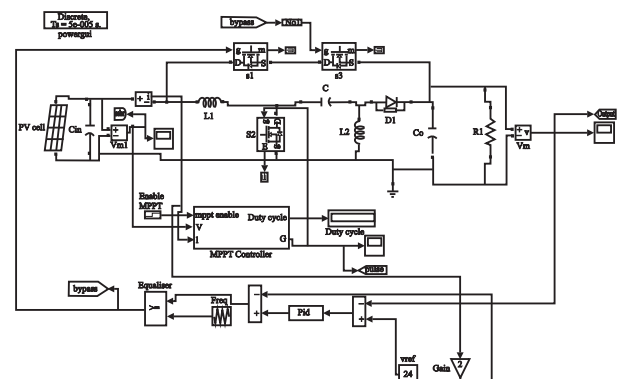 Discrete,
Ts = 5e-005 s.
powergui
bypass
No1
g m
D S
s1
g m
D S
s3
PV cell
Cin
+ i
-
L1
C
Vm1
+ v
-
S2
g D
E
L2
D1
Co
R1
+ v
-
Vm
Output
Enable
MPPT
mppt enable
V
I
Duty cycle
G
MPPT Controller
Duty cycle
pulse
bypass
Equaliser
Freq
Pid
-
+
-
+
vref
24
Gain
2